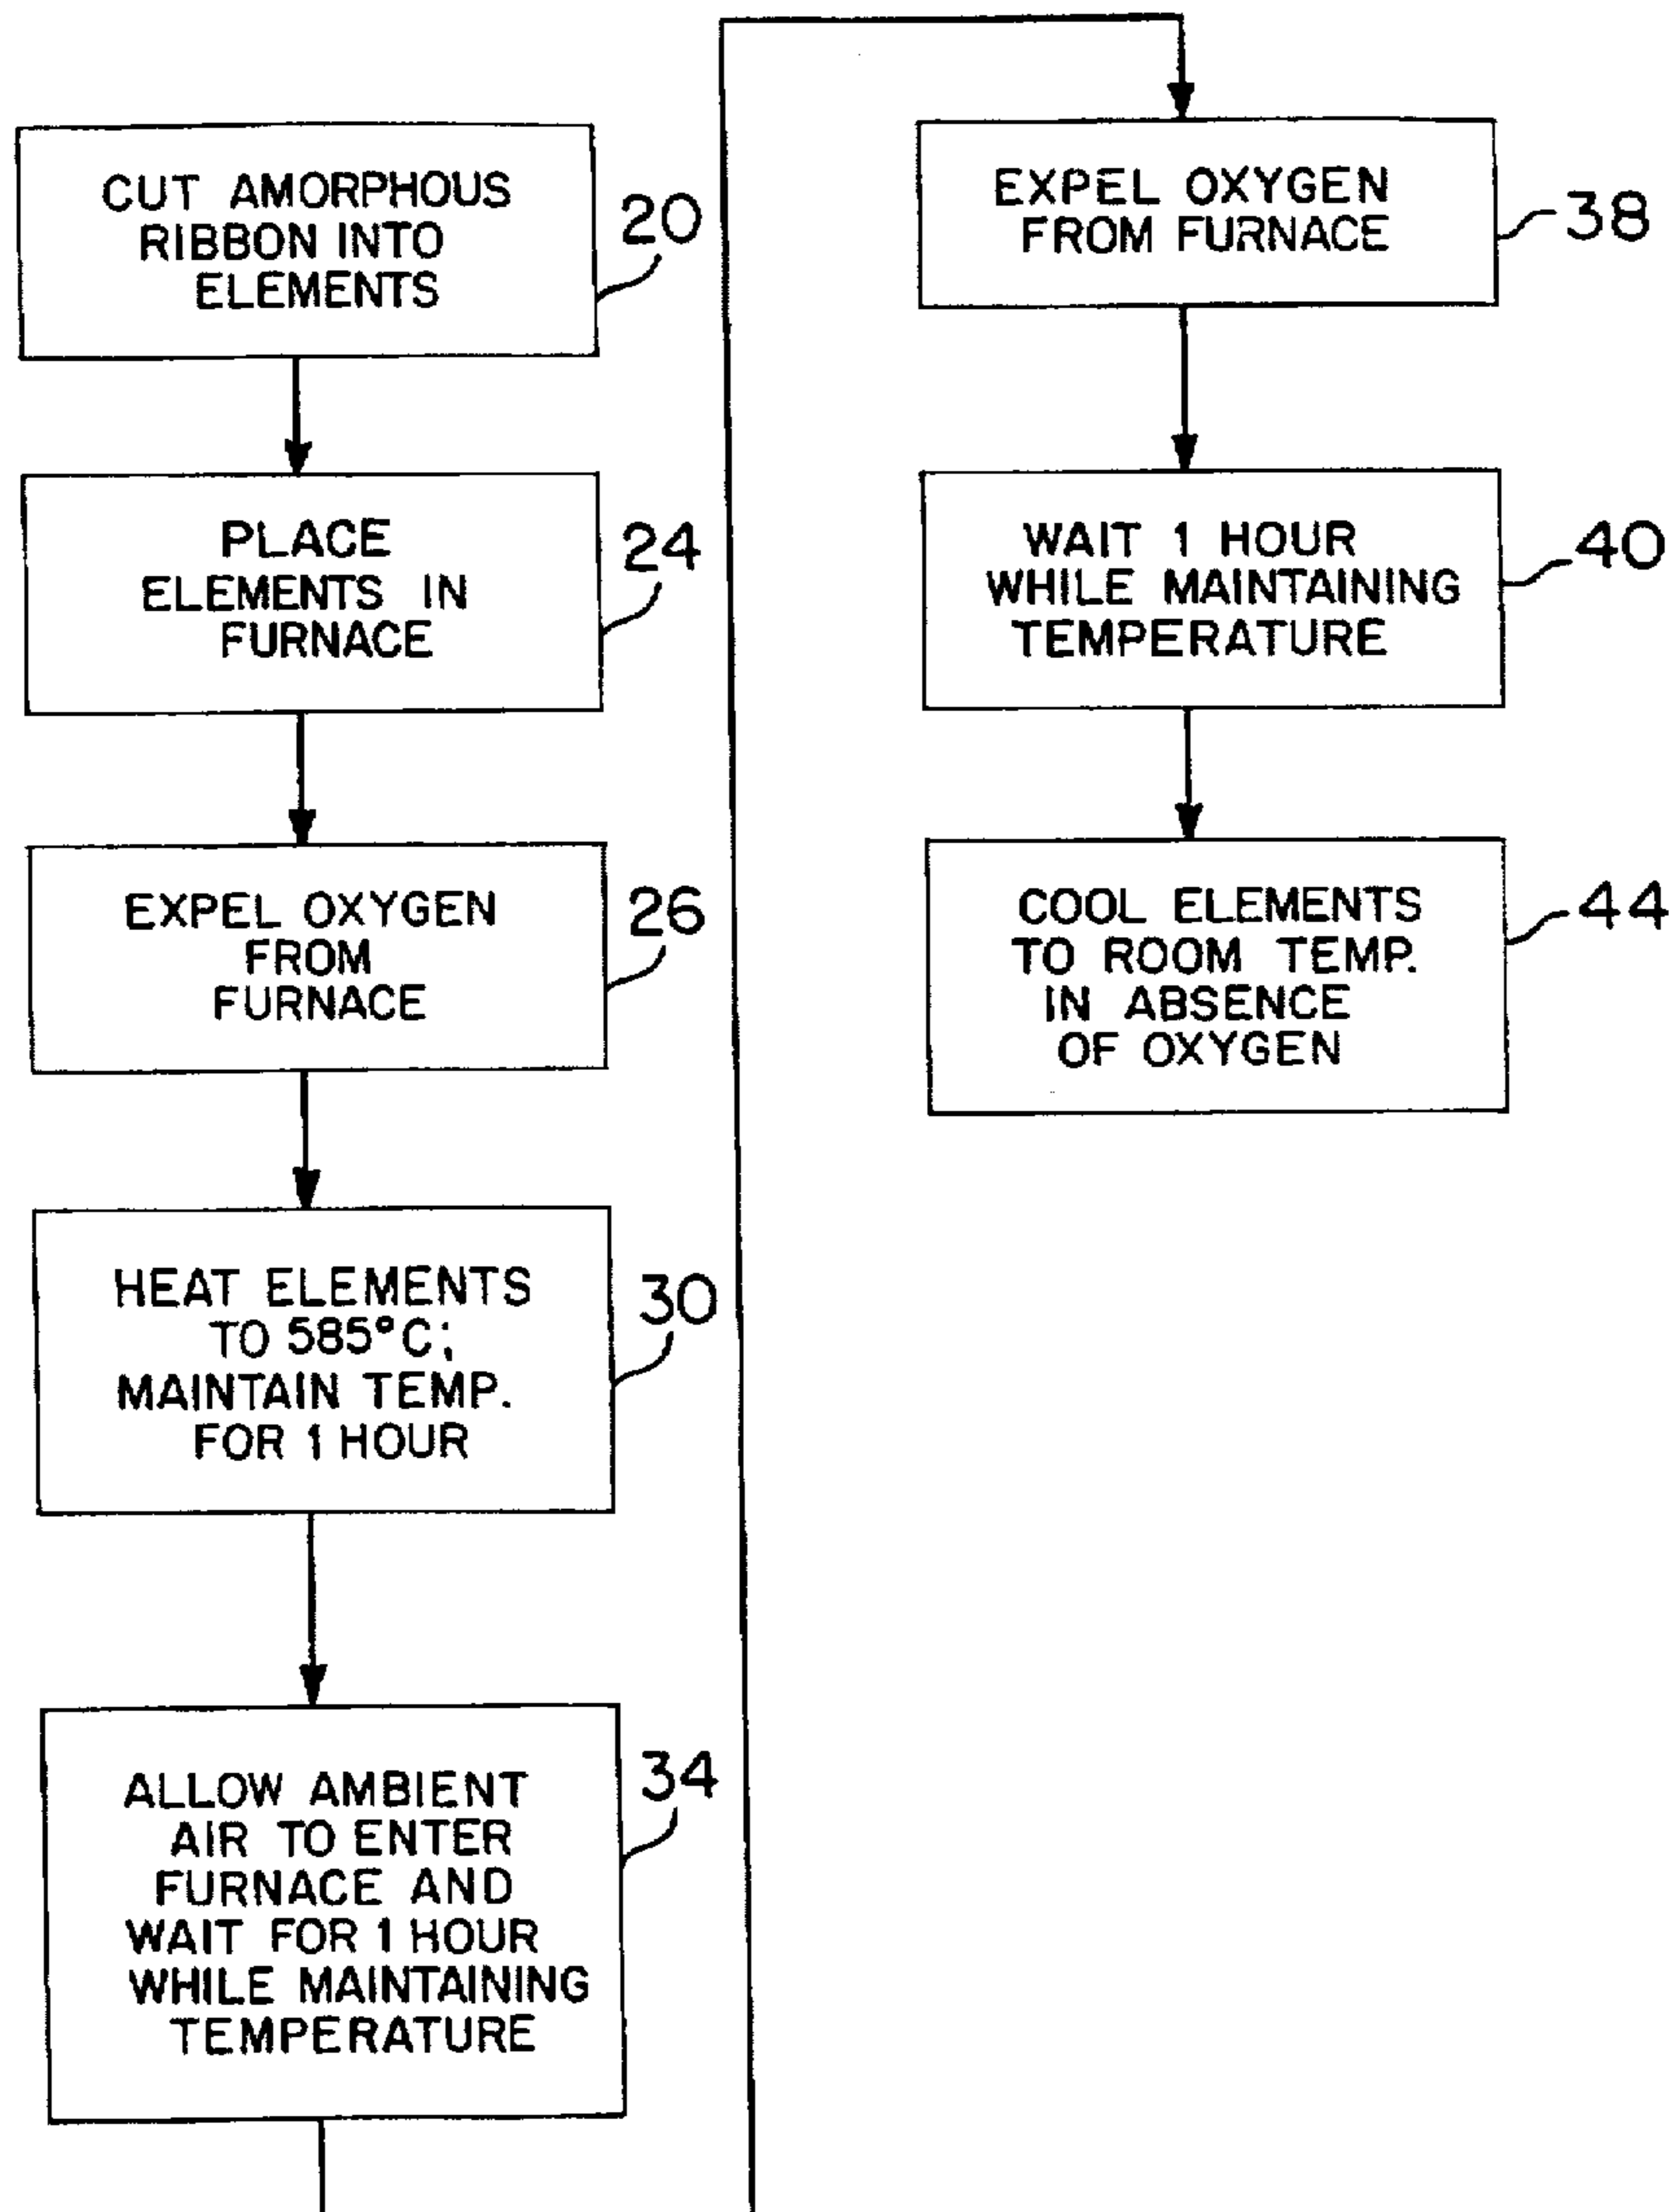 CUT AMORPHOUS
RIBBON INTO
ELEMENTS
20
PLACE
ELEMENTS IN
FURNACE
24
EXPEL OXYGEN
FROM
FURNACE
26
HEAT ELEMENTS
TO 585°C;
MAINTAIN TEMP.
FOR 1 HOUR
30
ALLOW AMBIENT
AIR TO ENTER
FURNACE AND
WAIT FOR 1 HOUR
WHILE MAINTAINING
TEMPERATURE
34
EXPEL OXYGEN
FROM FURNACE
38
WAIT 1 HOUR
WHILE MAINTAINING
TEMPERATURE
40
COOL ELEMENTS
TO ROOM TEMP.
IN ABSENCE
OF OXYGEN
44